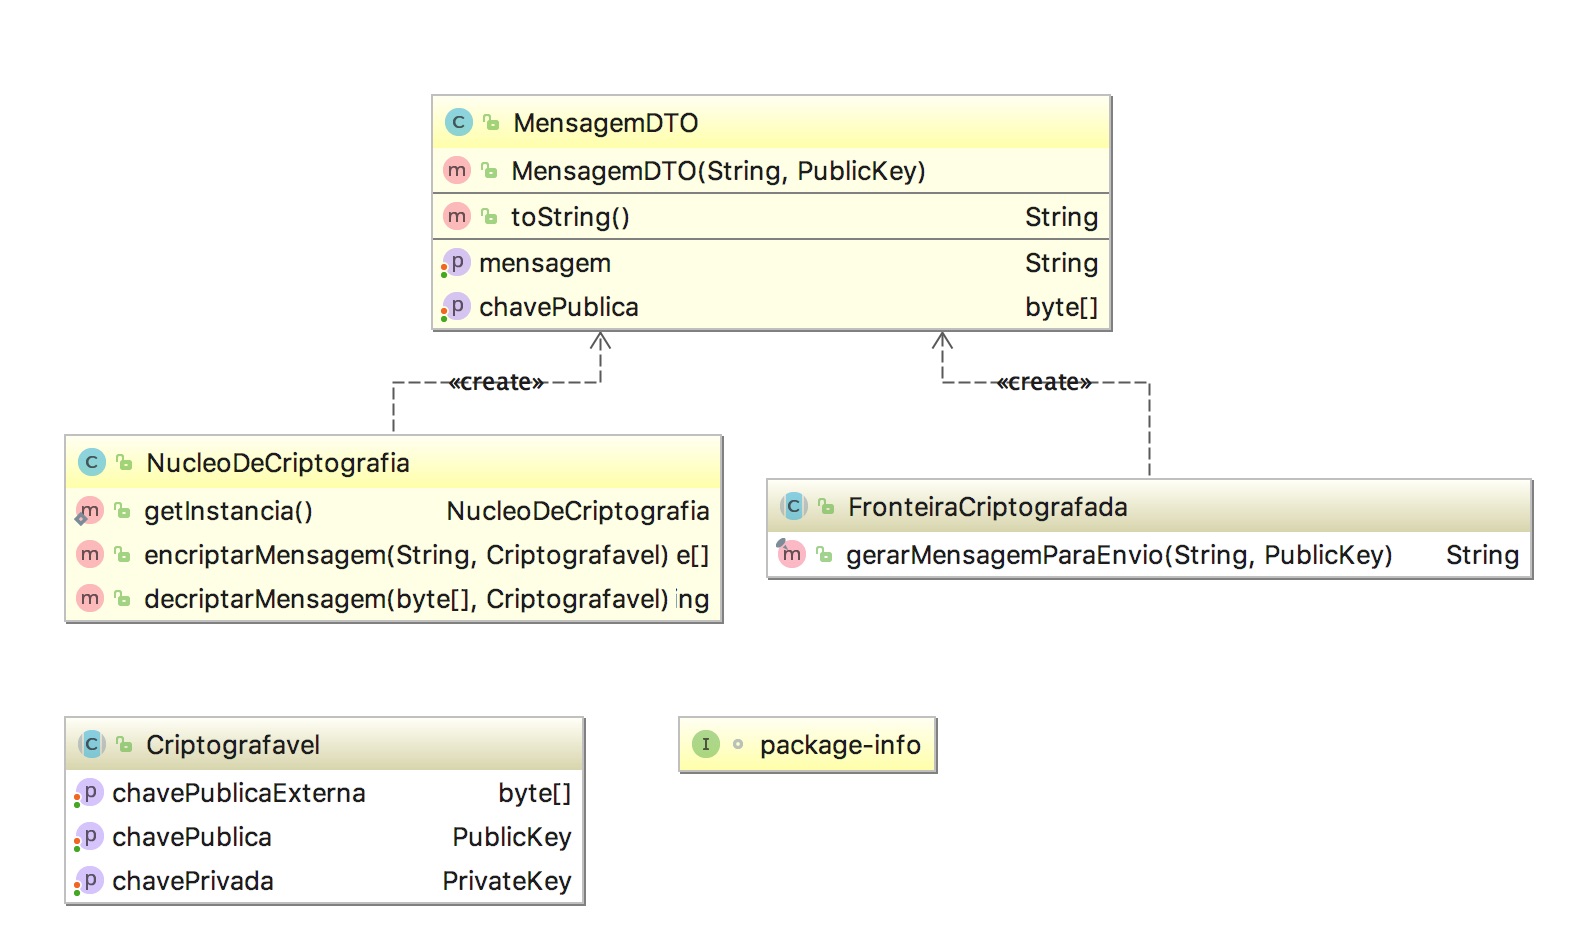 C MensagemDTO
m MensagemDTO(String, PublicKey)
m toString() String
p mensagem String
p chavePublica byte[]
«create» «create»
C NucleoDeCriptografia
m getInstancia() NucleoDeCriptografia
m encriptarMensagem(String, Criptografavel) e[]
m decriptarMensagem(byte[], Criptografavel) ing
C FronteiraCriptografada
m gerarMensagemParaEnvio(String, PublicKey) String
C Criptografavel
p chavePublicaExterna byte[]
p chavePublica PublicKey
p chavePrivada PrivateKey
I package-info